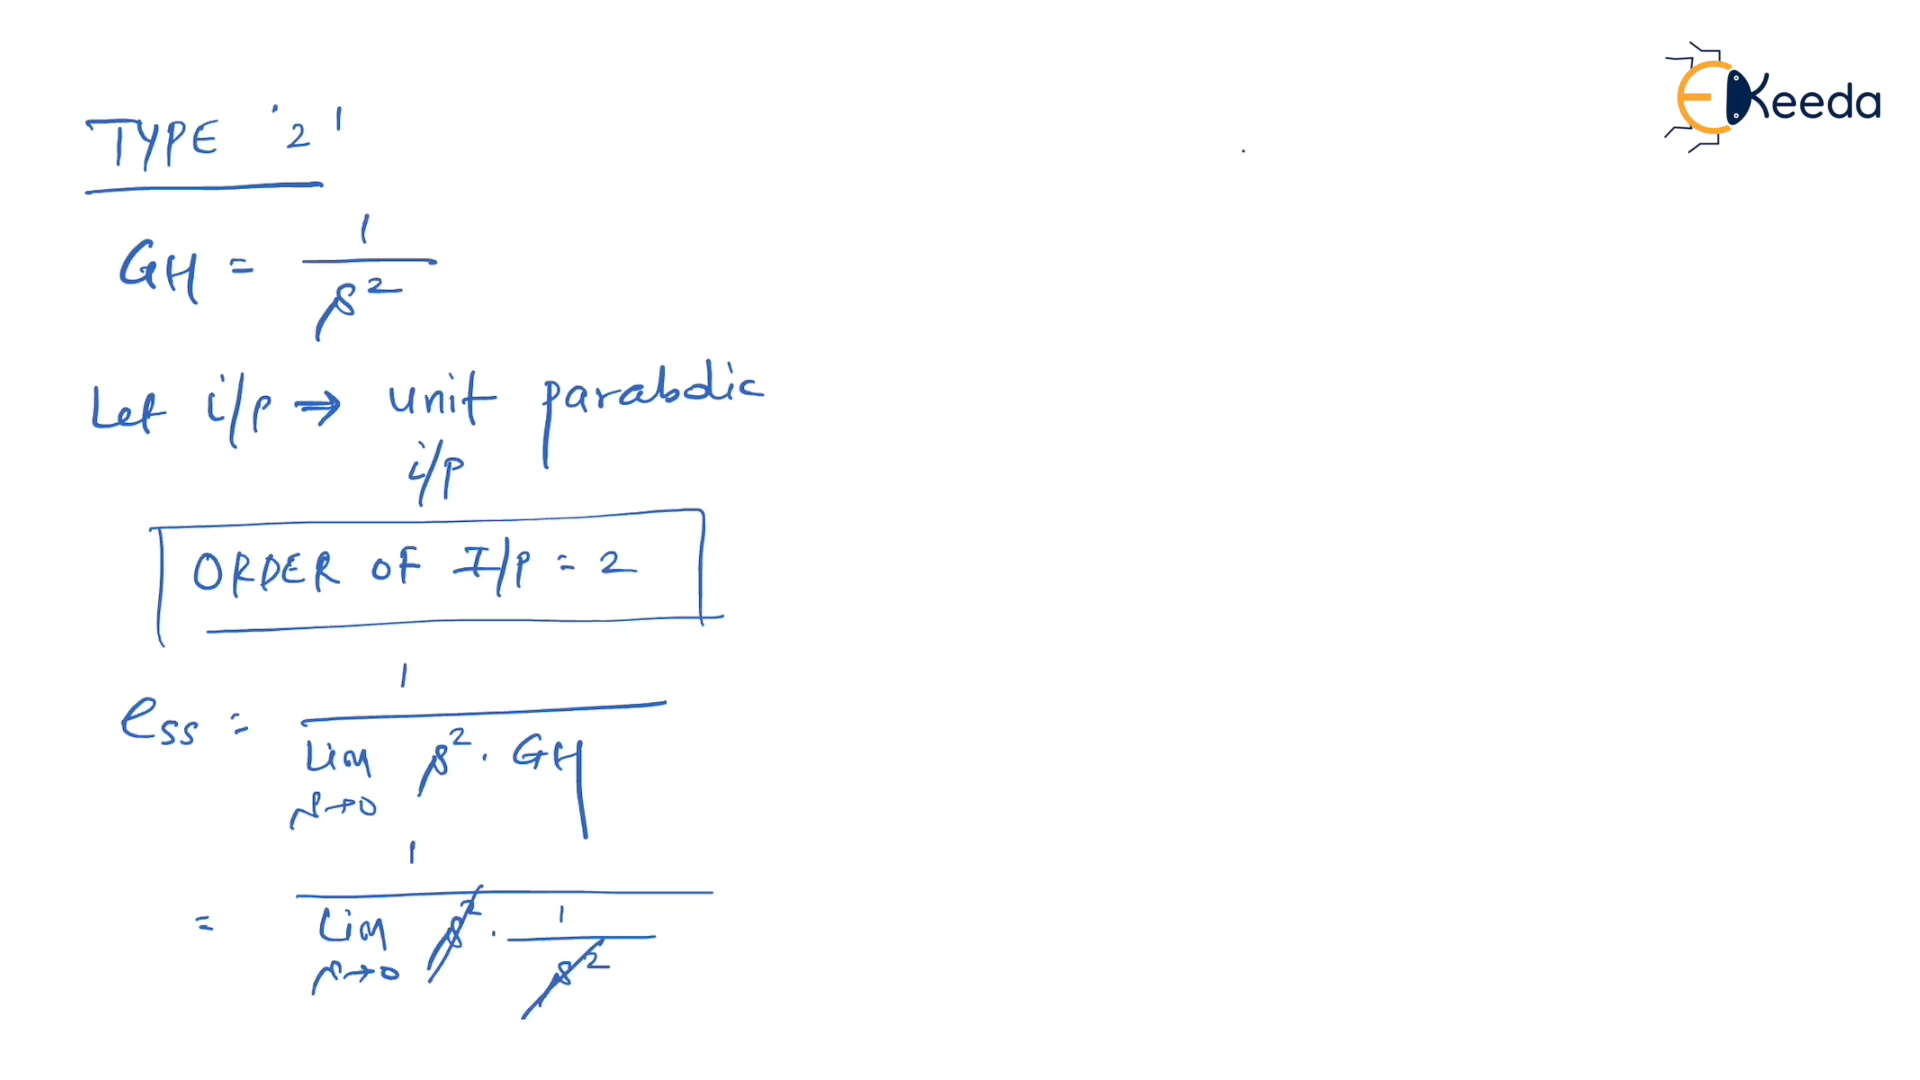 EKeeda
TYPE '2'
GH = 1 / s²
Let i/p → unit parabolic
i/p
ORDER OF I/P = 2
ess = 1 / Lim s→0 s² . GH
= 1 / Lim s→0 s² . 1 / s²